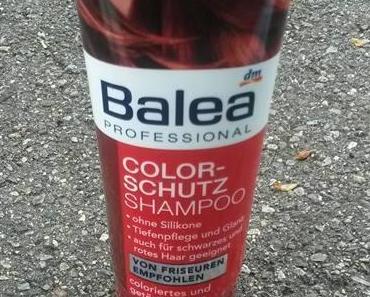 dm
Balea
PROFESSIONAL
COLOR-
SCHUTZ
SHAMPOO
• ohne Silikone
• Tiefenpflege und Glanz
• auch für schwarzes und
rotes Haar geeignet
VON FRISEUREN
EMPFOHLEN
coloriertes und